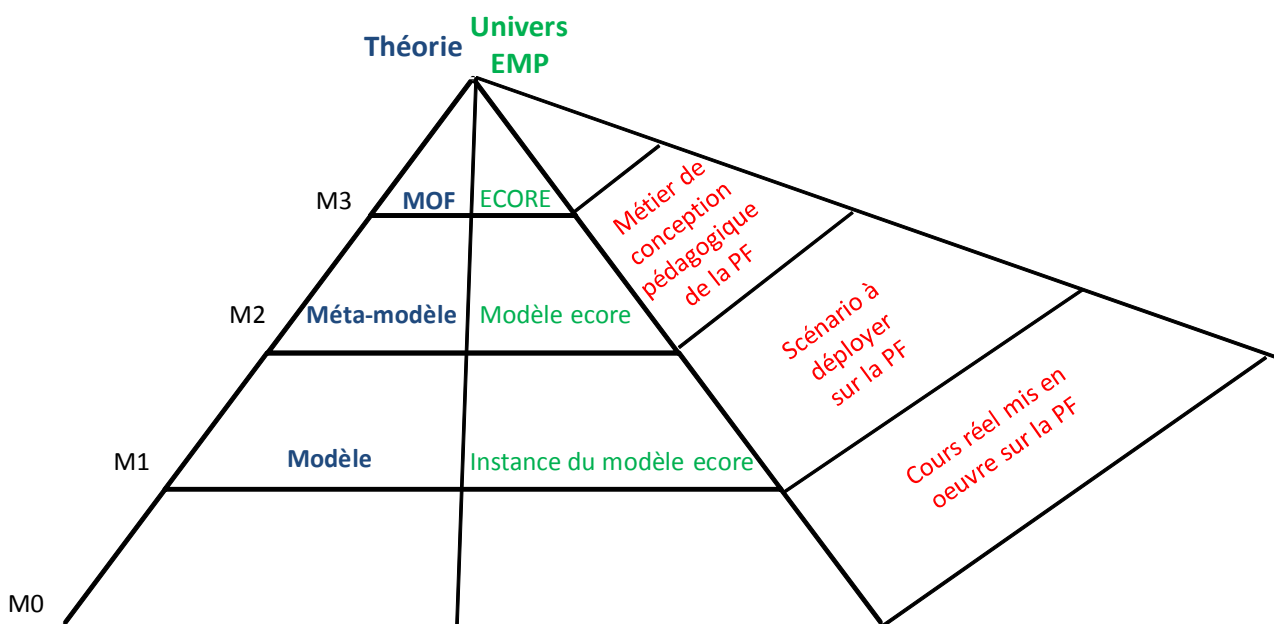 Théorie
Univers
EMP
M3
MOF
ECORE
Métier de
conception
pédagogique
de la PF
M2
Méta-modèle
Modèle ecore
Scénario à
déployer
sur la PF
M1
Modèle
Instance du modèle ecore
Cours réel mis en
oeuvre sur la PF
M0